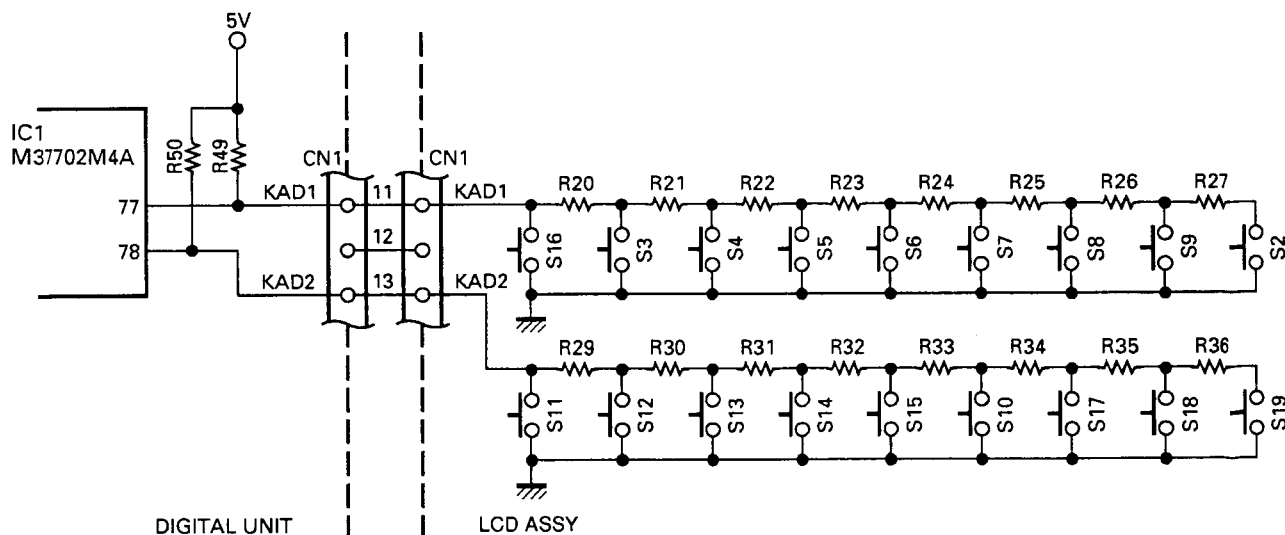 5V
IC1
M37702M4A
R50
R49
CN1
CN1
77
KAD1
11
KAD1
78
12
KAD2
13
KAD2
R20
R21
R22
R23
R24
R25
R26
R27
S16
S3
S4
S5
S6
S7
S8
S9
S2
R29
R30
R31
R32
R33
R34
R35
R36
S11
S12
S13
S14
S15
S10
S17
S18
S19
DIGITAL UNIT
LCD ASSY